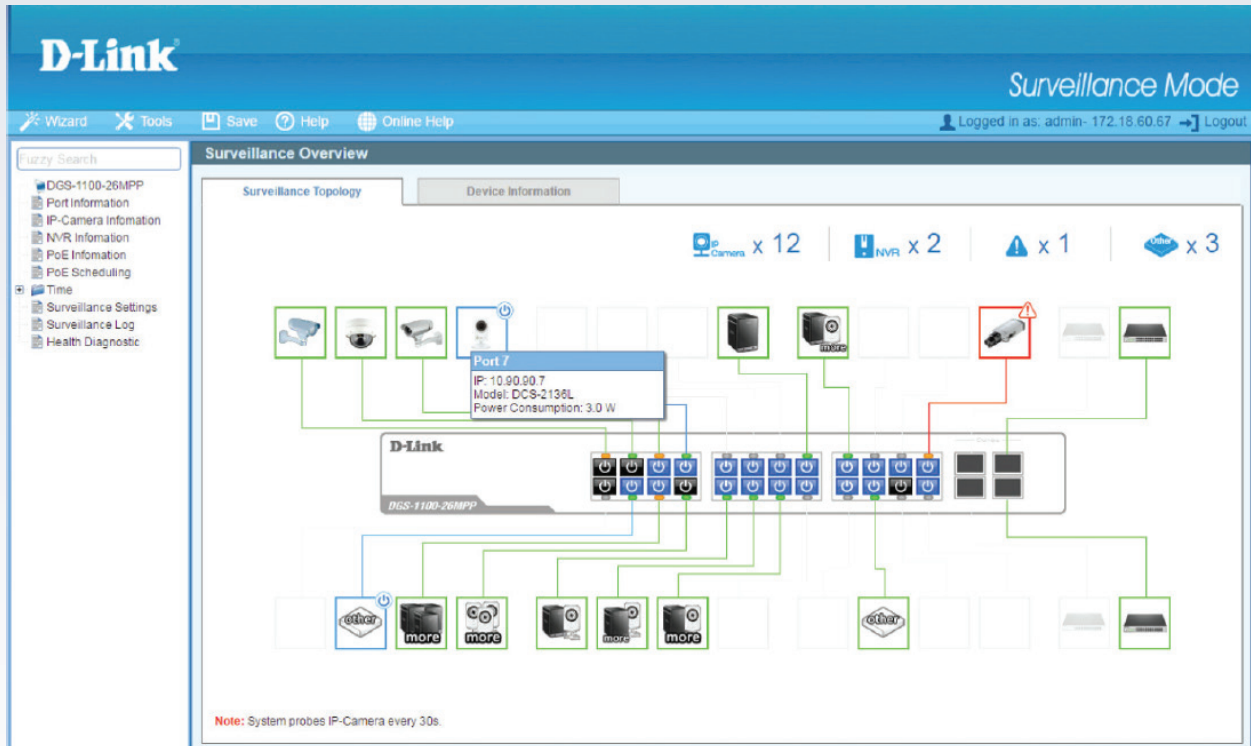 D-Link
Surveillance Mode
Wizard Tools Save Help Online Help Logged in as: admin- 172.18.60.67 Logout
Fuzzy Search
DGS-1100-26MPP
Port Information
IP-Camera Infomation
NVR Infomation
PoE Infomation
PoE Scheduling
Time
Surveillance Settings
Surveillance Log
Health Diagnostic
Surveillance Overview
Surveillance Topology Device Information
IP Camera x 12 NVR x 2 x 1 Other x 3
more
Port 7
IP: 10.90.90.7
Model: DCS-2136L
Power Consumption: 3.0 W
D-Link
DGS-1100-26MPP
other more more more more other
Note: System probes IP-Camera every 30s.